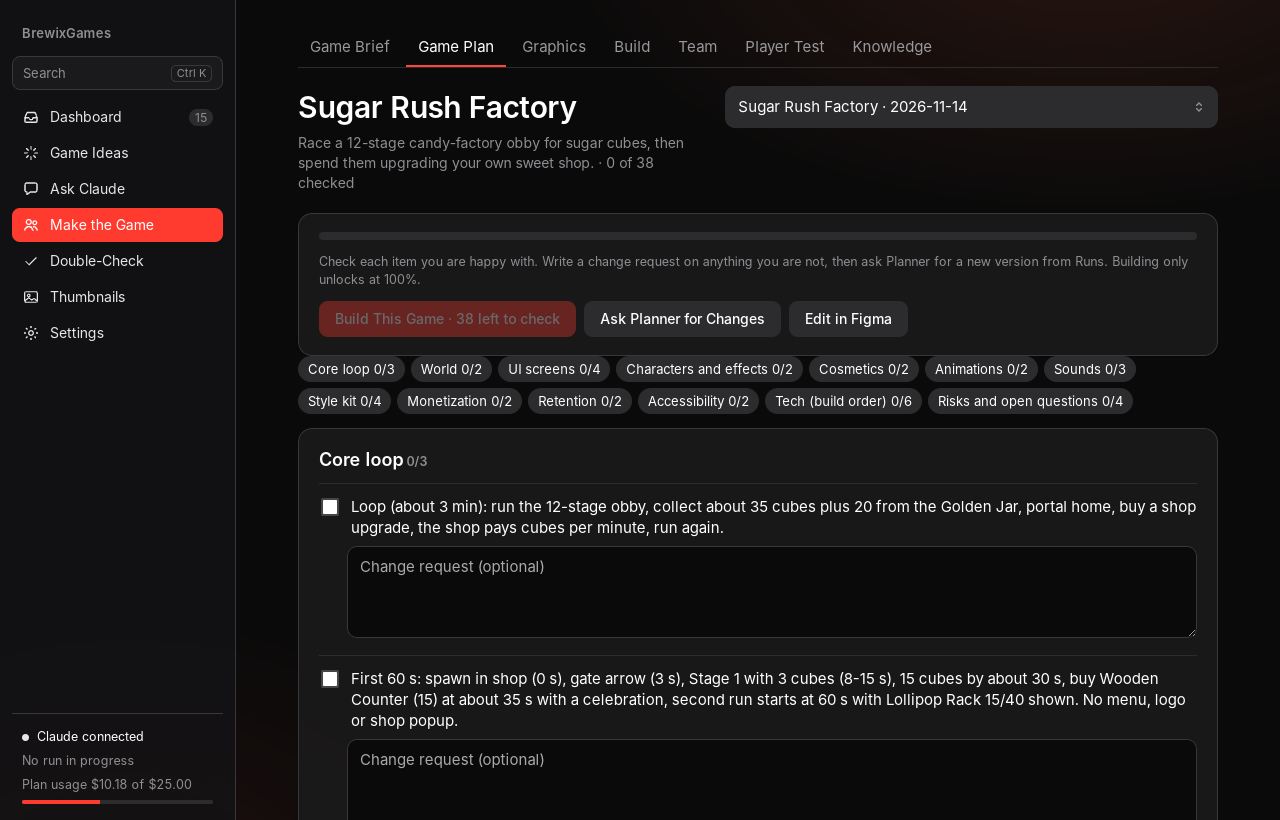 BrewixGames
Search
Ctrl K
Dashboard
15
Game Ideas
Ask Claude
Make the Game
Double-Check
Thumbnails
Settings
Claude connected
No run in progress
Plan usage $10.18 of $25.00
Game Brief
Game Plan
Graphics
Build
Team
Player Test
Knowledge
Sugar Rush Factory
Race a 12-stage candy-factory obby for sugar cubes, then
spend them upgrading your own sweet shop. · 0 of 38
checked
Sugar Rush Factory · 2026-11-14
Check each item you are happy with. Write a change request on anything you are not, then ask Planner for a new version from Runs. Building only
unlocks at 100%.
Build This Game · 38 left to check
Ask Planner for Changes
Edit in Figma
Core loop 0/3
World 0/2
UI screens 0/4
Characters and effects 0/2
Cosmetics 0/2
Animations 0/2
Sounds 0/3
Style kit 0/4
Monetization 0/2
Retention 0/2
Accessibility 0/2
Tech (build order) 0/6
Risks and open questions 0/4
Core loop 0/3
Loop (about 3 min): run the 12-stage obby, collect about 35 cubes plus 20 from the Golden Jar, portal home, buy a shop
upgrade, the shop pays cubes per minute, run again.
Change request (optional)
First 60 s: spawn in shop (0 s), gate arrow (3 s), Stage 1 with 3 cubes (8-15 s), 15 cubes by about 30 s, buy Wooden
Counter (15) at about 35 s with a celebration, second run starts at 60 s with Lollipop Rack 15/40 shown. No menu, logo
or shop popup.
Change request (optional)